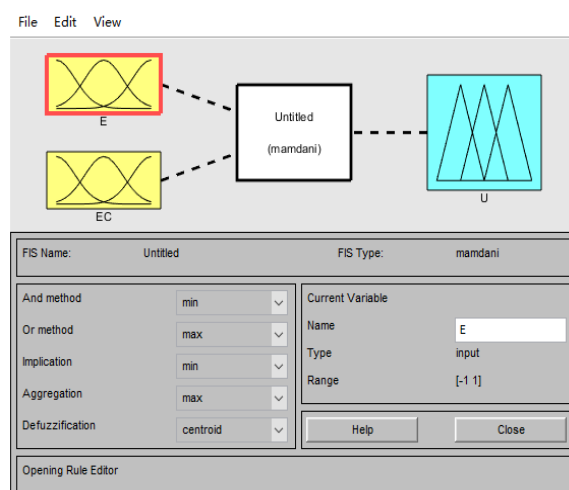 File Edit View
E
Untitled
(mamdani)
EC
U
FIS Name: Untitled FIS Type: mamdani
And method min
Or method max
Implication min
Aggregation max
Defuzzification centroid
Current Variable
Name E
Type input
Range [-1 1]
Help Close
Opening Rule Editor